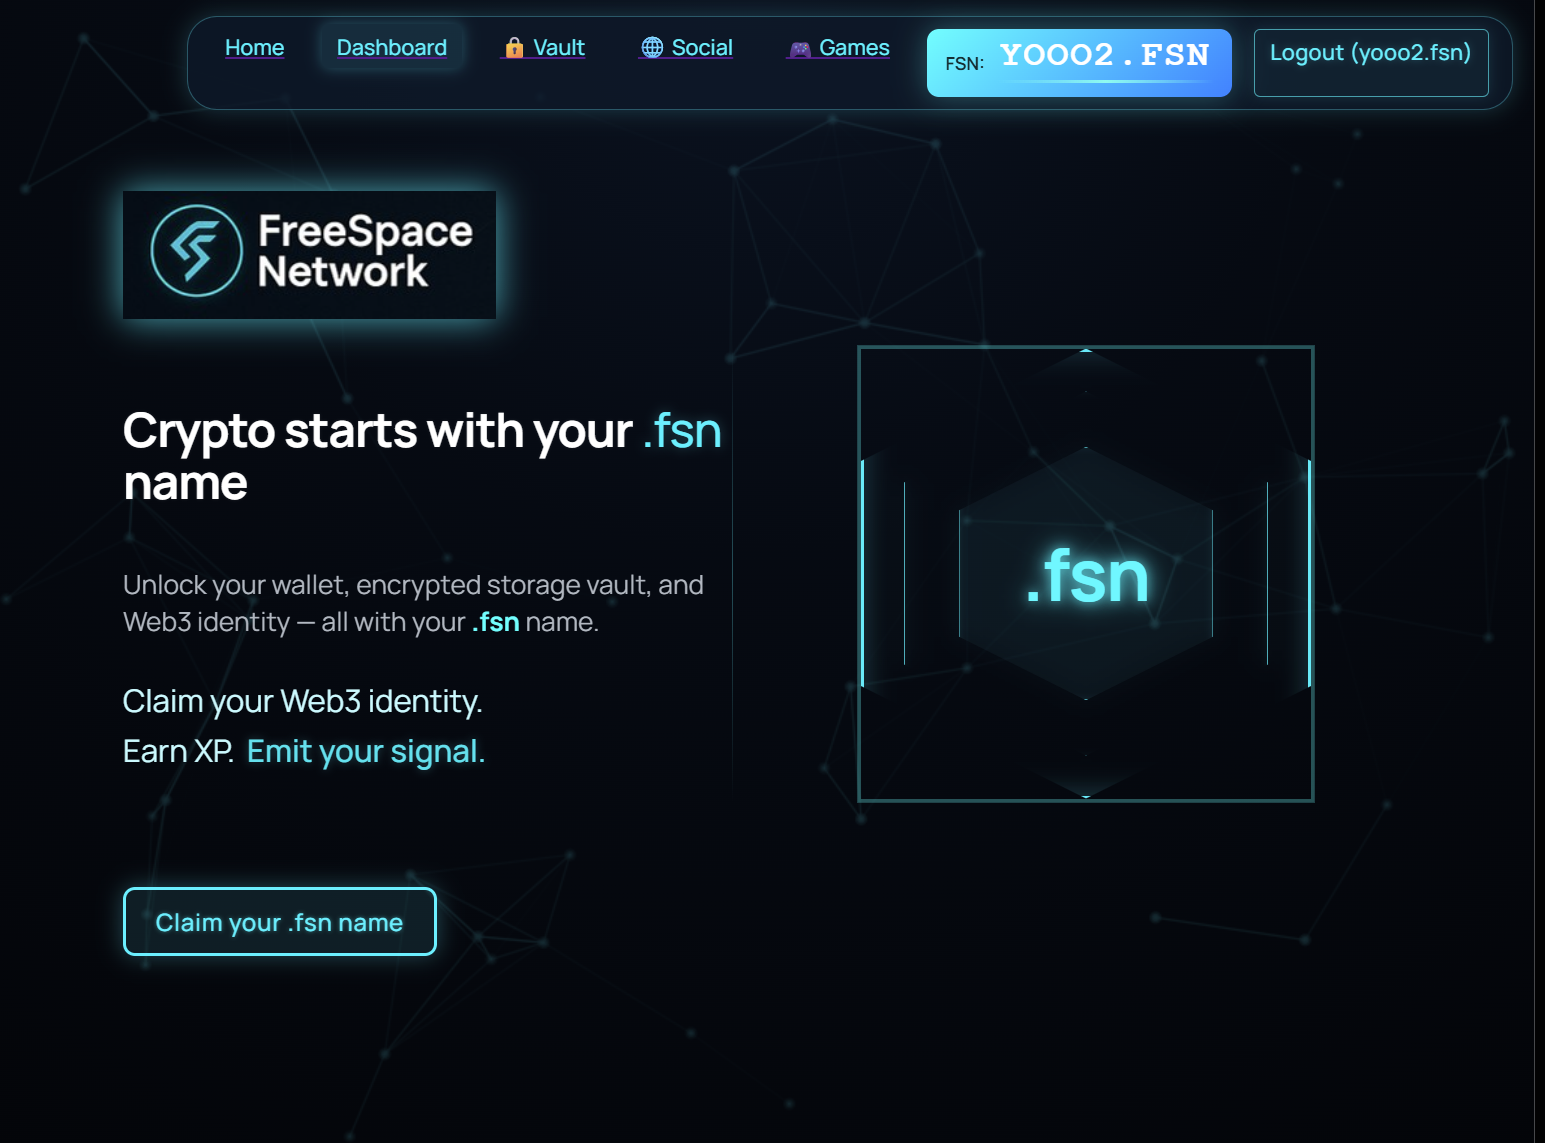 Home Dashboard 🔒 Vault 🌐 Social 🎮 Games FSN: YOOO2.FSN Logout (yooo2.fsn)
FreeSpace
Network
Crypto starts with your .fsn
name
Unlock your wallet, encrypted storage vault, and
Web3 identity — all with your .fsn name.
Claim your Web3 identity.
Earn XP. Emit your signal.
.fsn
Claim your .fsn name